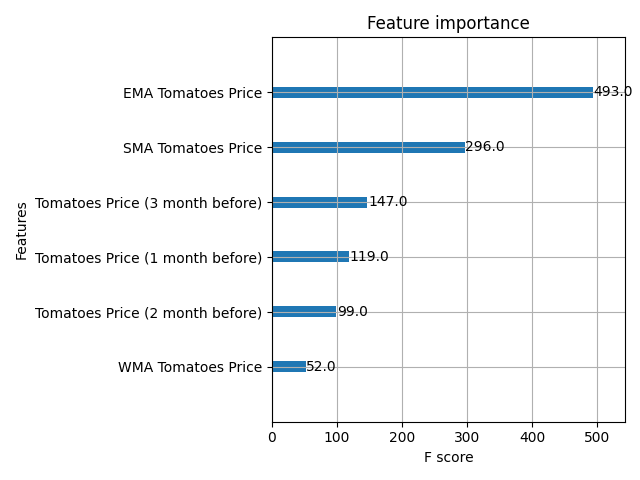 Feature importance
EMA Tomatoes Price
493.0
SMA Tomatoes Price
296.0
Tomatoes Price (3 month before)
147.0
Tomatoes Price (1 month before)
119.0
Tomatoes Price (2 month before)
99.0
WMA Tomatoes Price
52.0
Features
0 100 200 300 400 500
F score